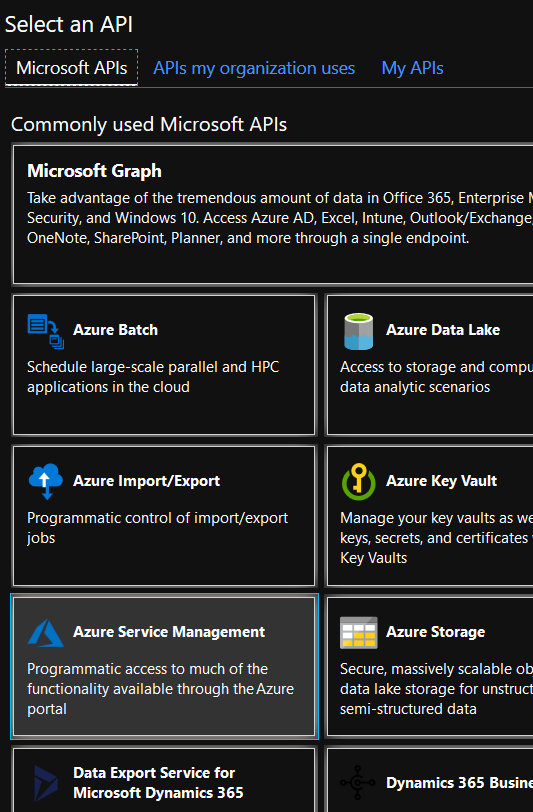 Select an API
Microsoft APIs
APIs my organization uses
My APIs
Commonly used Microsoft APIs
Microsoft Graph
Take advantage of the tremendous amount of data in Office 365, Enterprise
Security, and Windows 10. Access Azure AD, Excel, Intune, Outlook/Exchange,
OneNote, SharePoint, Planner, and more through a single endpoint.
Azure Batch
Schedule large-scale parallel and HPC
applications in the cloud
Azure Data Lake
Access to storage and compu
data analytic scenarios
Azure Import/Export
Programmatic control of import/export
jobs
Azure Key Vault
Manage your key vaults as we
keys, secrets, and certificates
Key Vaults
Azure Service Management
Programmatic access to much of the
functionality available through the Azure
portal
Azure Storage
Secure, massively scalable ob
data lake storage for unstruct
semi-structured data
Data Export Service for
Microsoft Dynamics 365
Dynamics 365 Busine